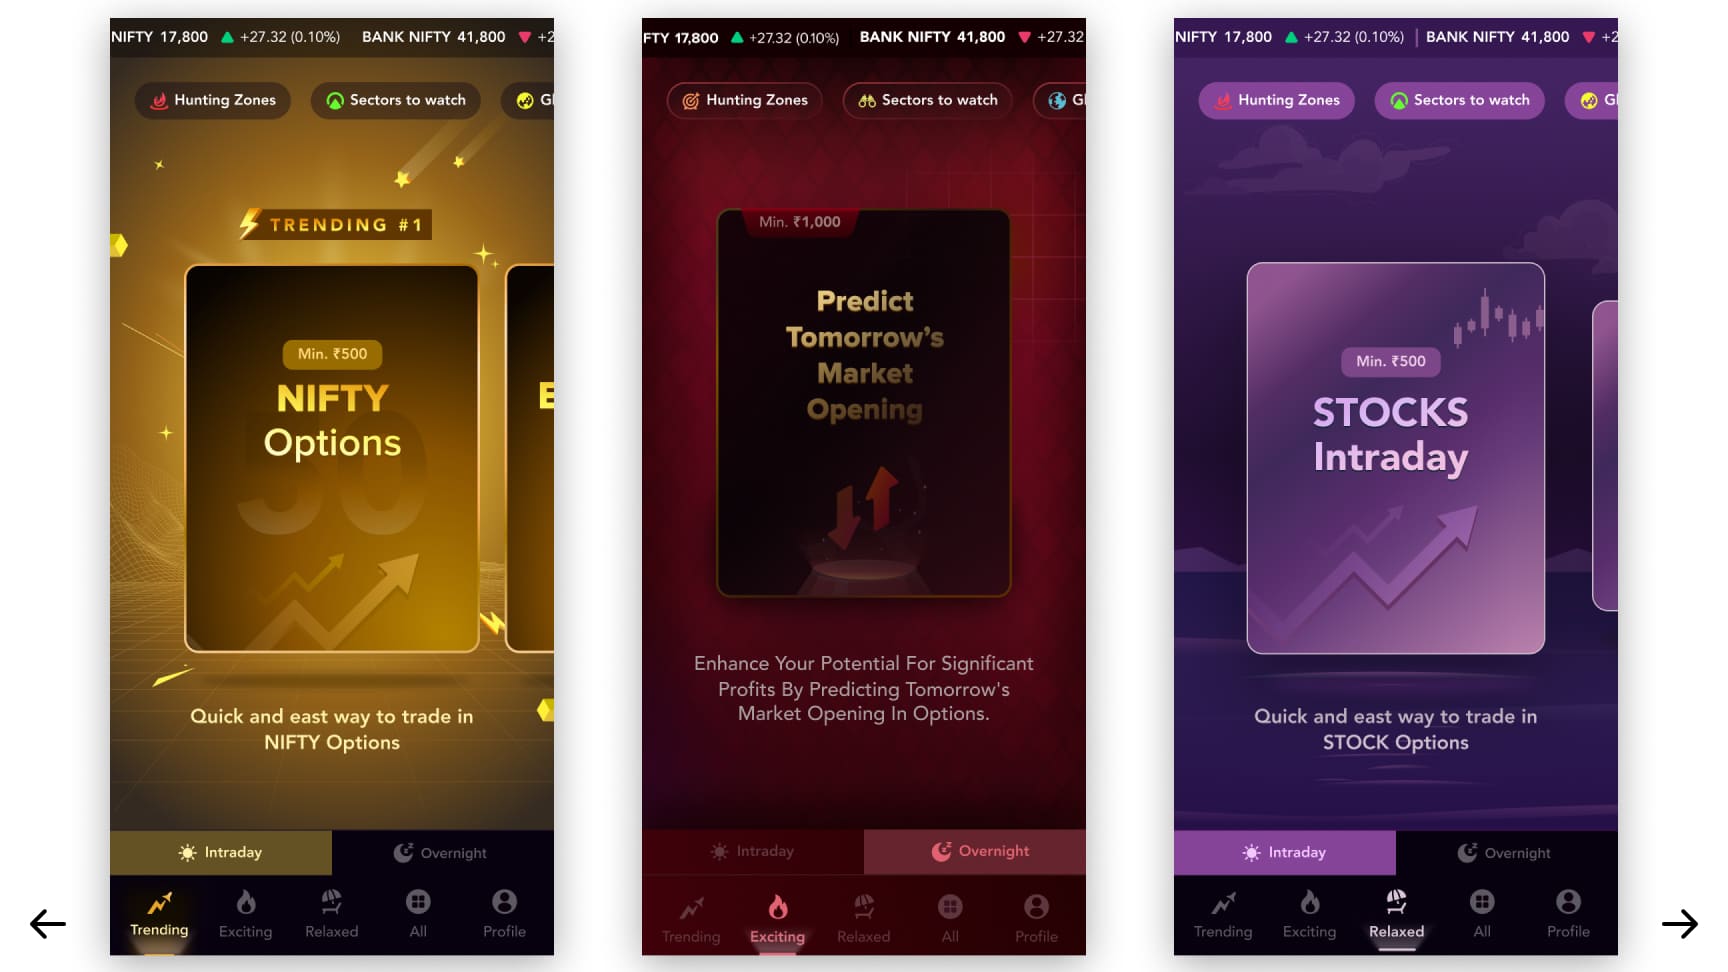 NIFTY 17,800 +27.32 (0.10%) BANK NIFTY 41,800 +2
Hunting Zones Sectors to watch Gl
TRENDING #1
Min. ₹500
NIFTY
Options
50
E
Quick and east way to trade in
NIFTY Options
Intraday Overnight
Trending Exciting Relaxed All Profile
FTY 17,800 +27.32 (0.10%) BANK NIFTY 41,800 +27.32
Hunting Zones Sectors to watch Gl
Min. ₹1,000
Predict
Tomorrow's
Market
Opening
Enhance Your Potential For Significant
Profits By Predicting Tomorrow's
Market Opening In Options.
Intraday Overnight
Trending Exciting Relaxed All Profile
NIFTY 17,800 +27.32 (0.10%) BANK NIFTY 41,800 +2
Hunting Zones Sectors to watch Gl
Min. ₹500
STOCKS
Intraday
Quick and east way to trade in
STOCK Options
Intraday Overnight
Trending Exciting Relaxed All Profile